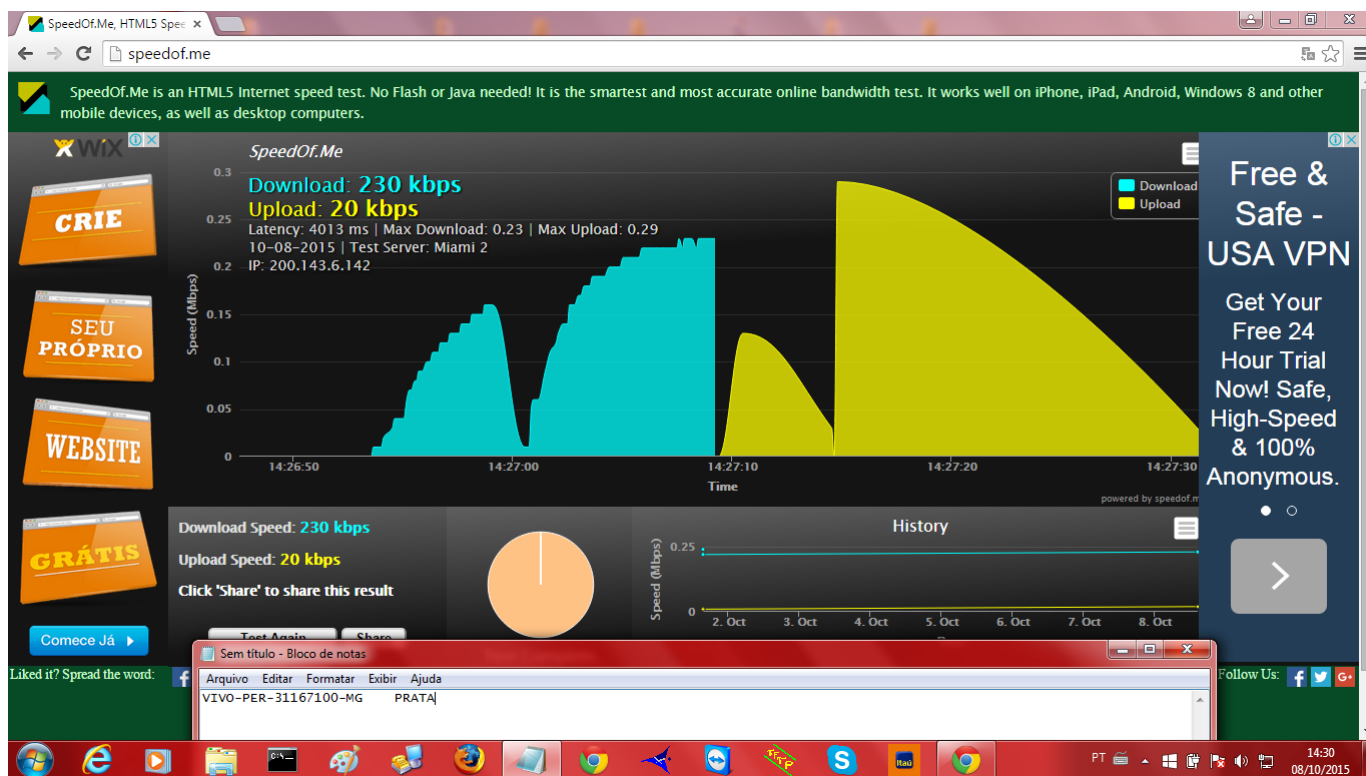 SpeedOf.Me, HTML5 Spee
speedof.me
SpeedOf.Me is an HTML5 Internet speed test. No Flash or Java needed! It is the smartest and most accurate online bandwidth test. It works well on iPhone, iPad, Android, Windows 8 and other
mobile devices, as well as desktop computers.
WiX
CRIE
SEU
PRÓPRIO
WEBSITE
GRÁTIS
Comece Já
SpeedOf.Me
Download: 230 kbps
Upload: 20 kbps
Latency: 4013 ms | Max Download: 0.23 | Max Upload: 0.29
10-08-2015 | Test Server: Miami 2
IP: 200.143.6.142
Download
Upload
Speed (Mbps)
0.3
0.25
0.2
0.15
0.1
0.05
0
14:26:50 14:27:00 14:27:10 14:27:20 14:27:30
Time
powered by speedof.m
Free &
Safe -
USA VPN
Get Your
Free 24
Hour Trial
Now! Safe,
High-Speed
& 100%
Anonymous.
Download Speed: 230 kbps
Upload Speed: 20 kbps
Click 'Share' to share this result
Test Again Share
History
Speed (Mbps)
0.25
0
2. Oct 3. Oct 4. Oct 5. Oct 6. Oct 7. Oct 8. Oct
Liked it? Spread the word:
Follow Us:
Sem título - Bloco de notas
Arquivo Editar Formatar Exibir Ajuda
VIVO-PER-31167100-MG PRATA
C:\_
TFTP
S
Itaú
PT
14:30
08/10/2015